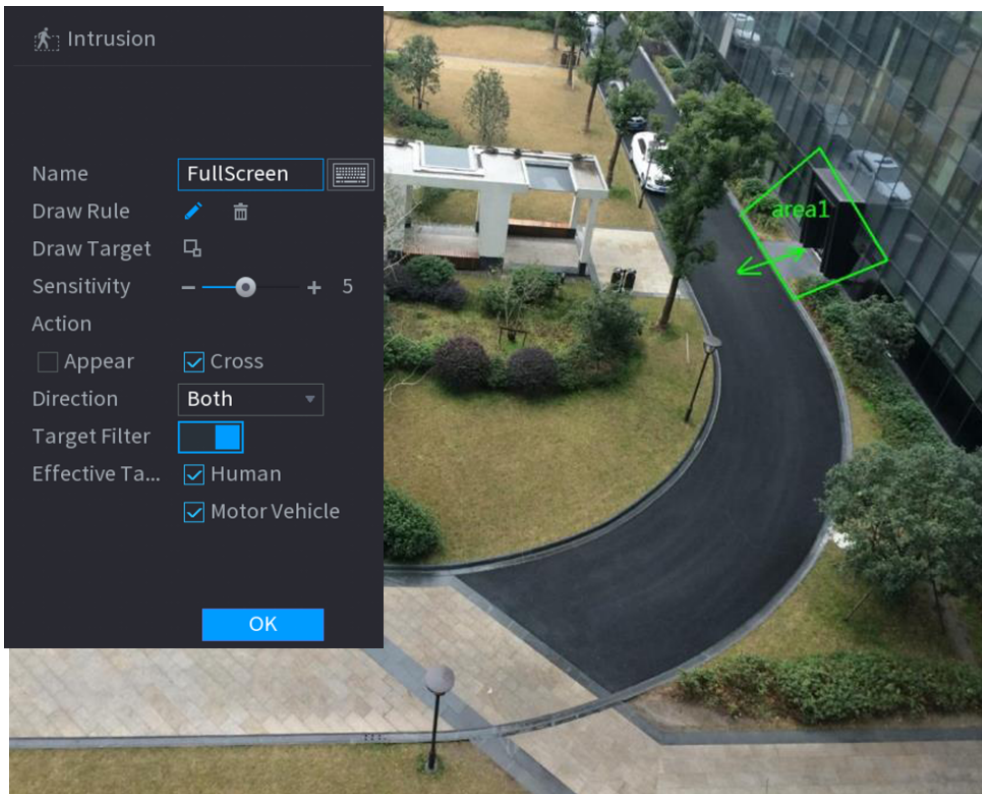 Intrusion
Name FullScreen
Draw Rule
Draw Target
Sensitivity − + 5
Action
Appear Cross
Direction Both
Target Filter
Effective Ta... Human
Motor Vehicle
OK
area1